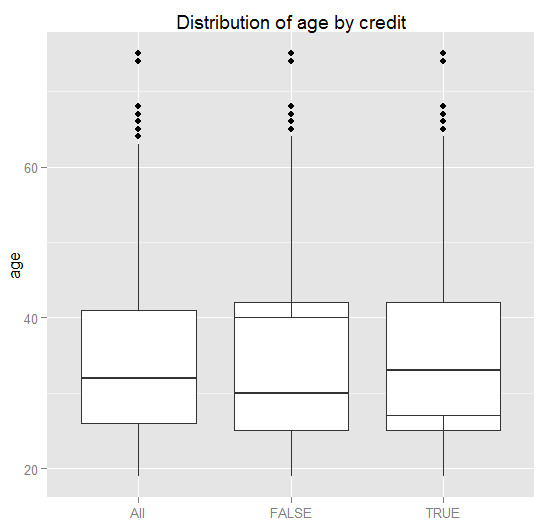 Distribution of age by credit
age
60
40
20
All
FALSE
TRUE